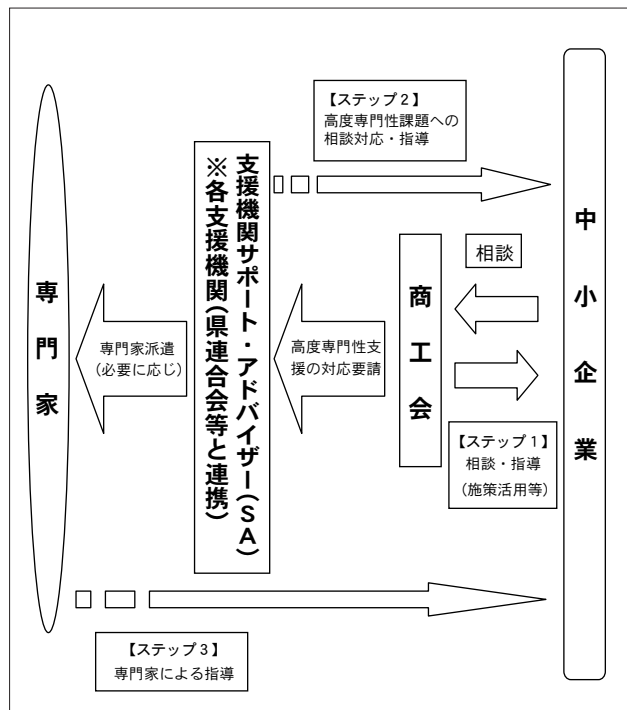 【ステップ２】
高度専門性課題への
相談対応・指導
支援機関サポート・アドバイザー(ＳＡ)
※各支援機関(県連合会等と連携)
中小企業
相談
商工会
専門家
専門家派遣
(必要に応じ)
高度専門性支
援の対応要請
【ステップ１】
相談・指導
(施策活用等)
【ステップ３】
専門家による指導